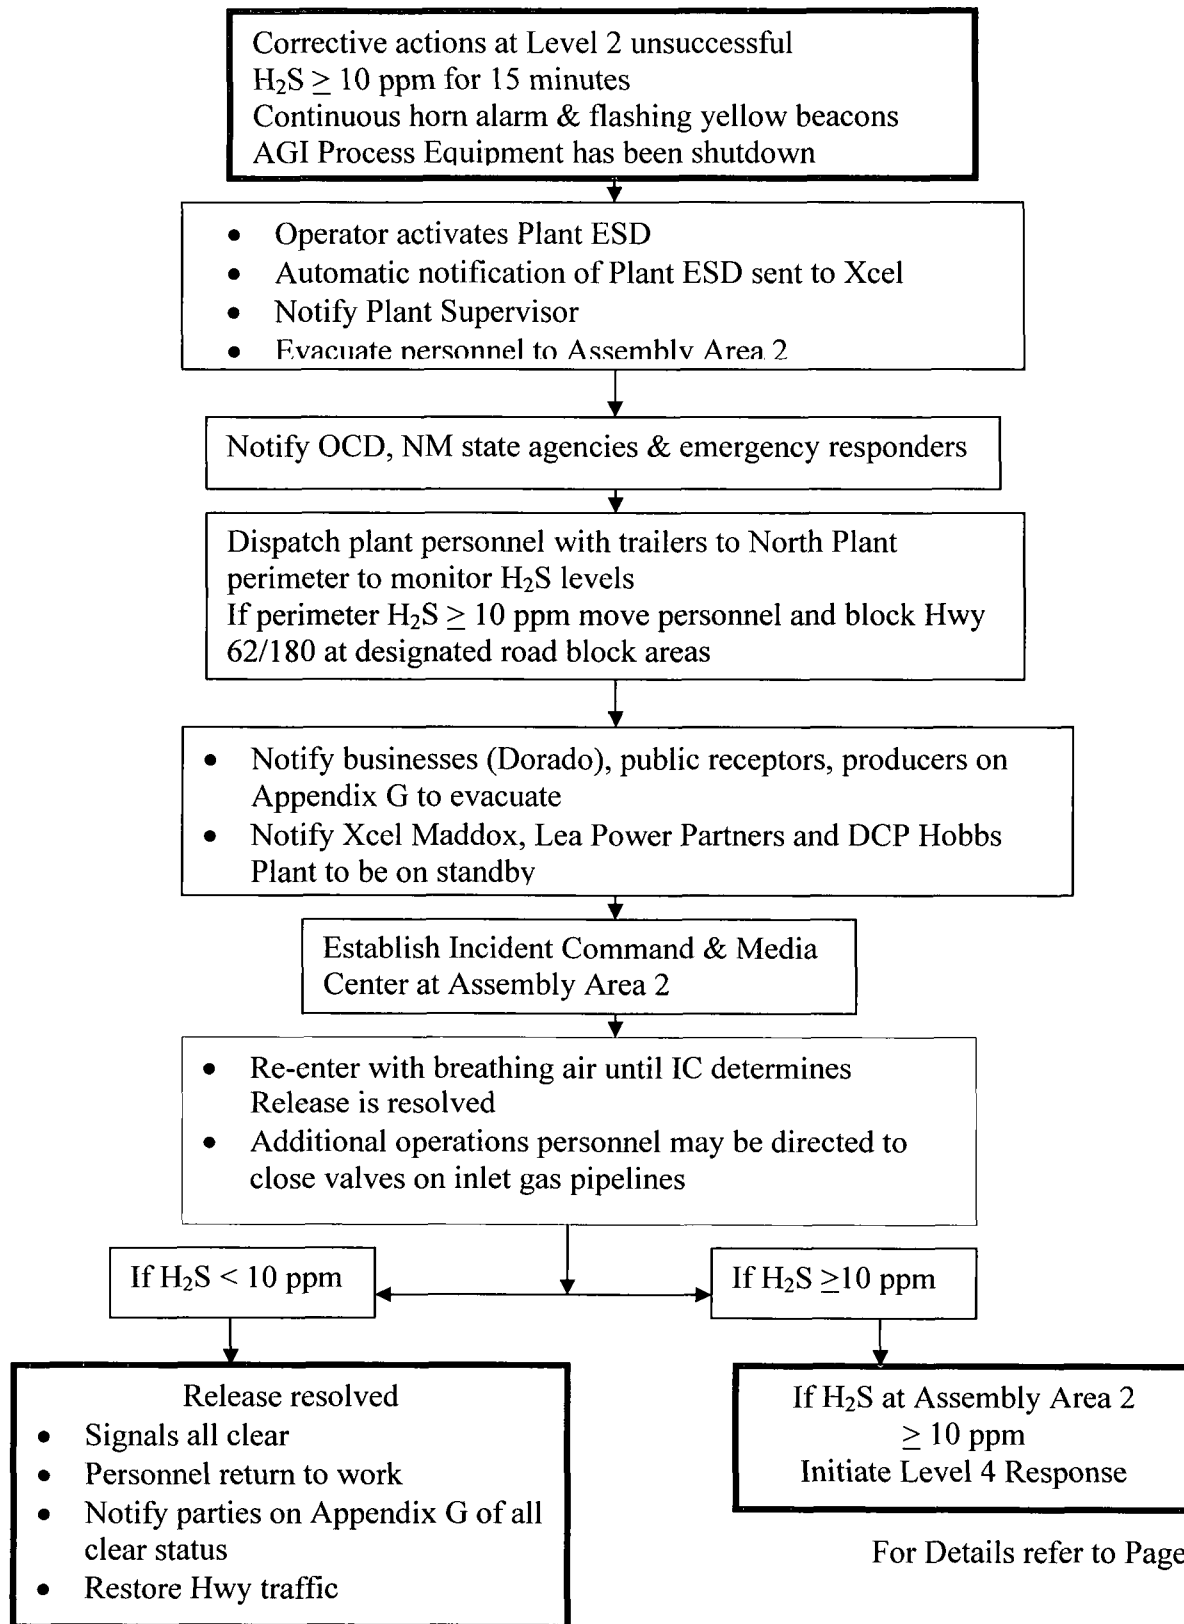 Corrective actions at Level 2 unsuccessful
H₂S ≥ 10 ppm for 15 minutes
Continuous horn alarm & flashing yellow beacons
AGI Process Equipment has been shutdown
• Operator activates Plant ESD
• Automatic notification of Plant ESD sent to Xcel
• Notify Plant Supervisor
• Evacuate personnel to Assembly Area 2
Notify OCD, NM state agencies & emergency responders
Dispatch plant personnel with trailers to North Plant
perimeter to monitor H₂S levels
If perimeter H₂S ≥ 10 ppm move personnel and block Hwy
62/180 at designated road block areas
• Notify businesses (Dorado), public receptors, producers on
Appendix G to evacuate
• Notify Xcel Maddox, Lea Power Partners and DCP Hobbs
Plant to be on standby
Establish Incident Command & Media
Center at Assembly Area 2
• Re-enter with breathing air until IC determines
Release is resolved
• Additional operations personnel may be directed to
close valves on inlet gas pipelines
If H₂S < 10 ppm
If H₂S ≥10 ppm
Release resolved
• Signals all clear
• Personnel return to work
• Notify parties on Appendix G of all
clear status
• Restore Hwy traffic
If H₂S at Assembly Area 2
≥ 10 ppm
Initiate Level 4 Response
For Details refer to Page